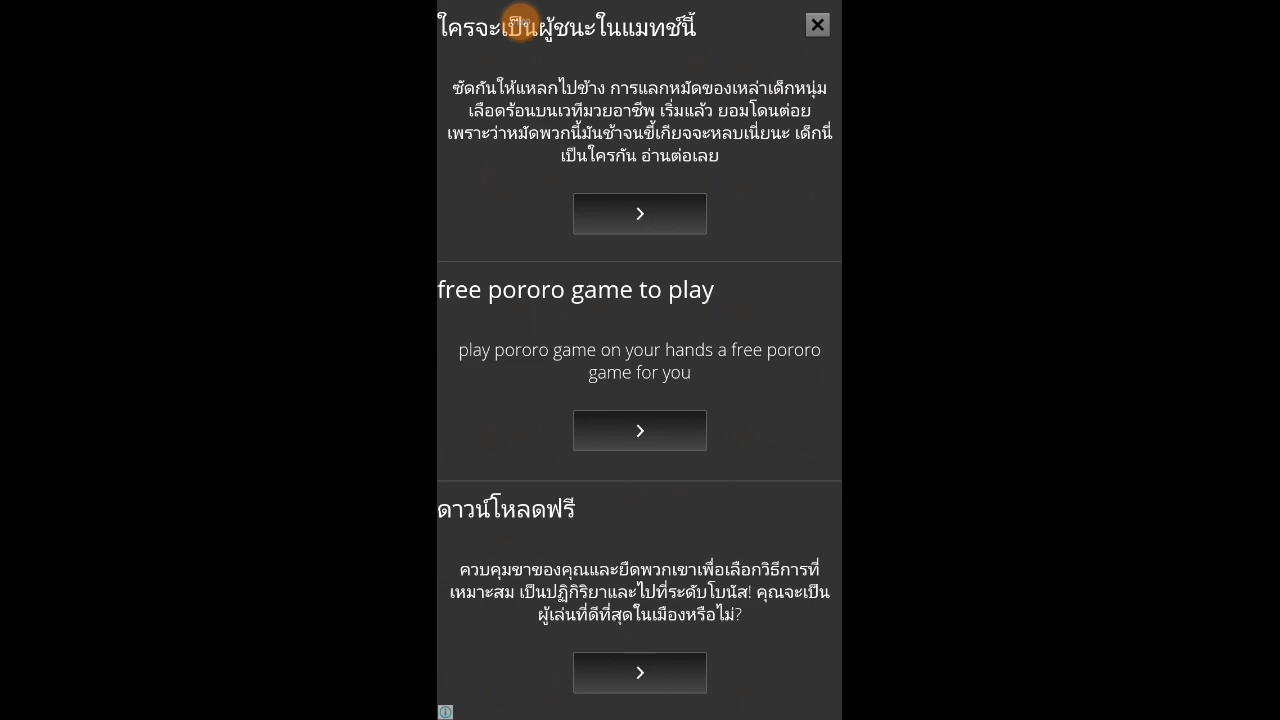 ใครจะเป็นผู้ชนะในแมทช์นี้
ซัดกันให้แหลกไปข้าง การแลกหมัดของเหล่าเด็กหนุ่ม
เลือดร้อนบนเวทีมวยอาชีพ เริ่มแล้ว ยอมโดนต่อย
เพราะว่าหมัดพวกนี้มันช้าจนขี้เกียจจะหลบเนี่ยนะ เด็กนี่
เป็นใครกัน อ่านต่อเลย
free pororo game to play
play pororo game on your hands a free pororo
game for you
ดาวน์โหลดฟรี
ควบคุมขาของคุณและยืดพวกเขาเพื่อเลือกวิธีการที่
เหมาะสม เป็นปฏิกิริยาและไปที่ระดับโบนัส! คุณจะเป็น
ผู้เล่นที่ดีที่สุดในเมืองหรือไม่?